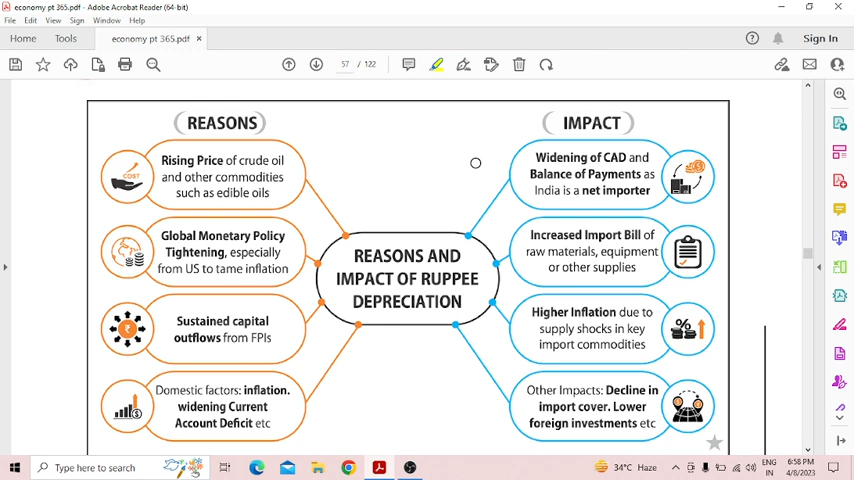 economy pt 365.pdf - Adobe Acrobat Reader (64-bit)
File Edit View Sign Window Help
Home Tools economy pt 365.pdf × Sign In
57 / 122
REASONS
Rising Price of crude oil
and other commodities
such as edible oils
COST
Global Monetary Policy
Tightening, especially
from US to tame inflation
Sustained capital
outflows from FPIs
Domestic factors: inflation.
widening Current
Account Deficit etc
REASONS AND
IMPACT OF RUPPEE
DEPRECIATION
IMPACT
Widening of CAD and
Balance of Payments as
India is a net importer
Increased Import Bill of
raw materials, equipment
or other supplies
Higher Inflation due to
supply shocks in key
import commodities
Other Impacts: Decline in
import cover. Lower
foreign investments etc
Type here to search
34°C Haze
ENG
IN
6:58 PM
4/8/2023